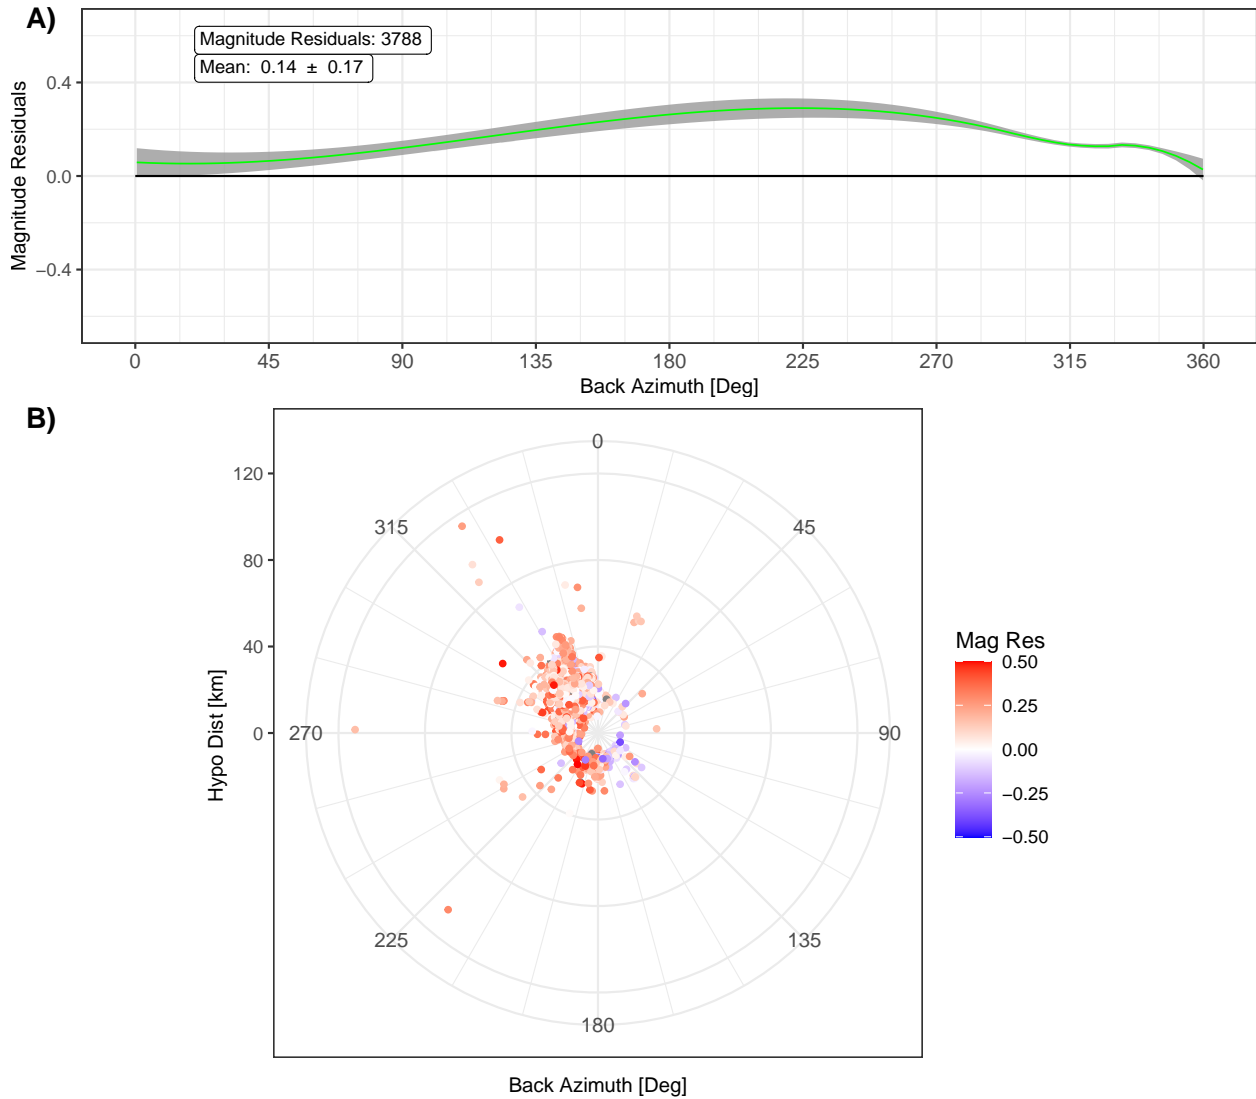 A)
Magnitude Residuals: 3788
Mean: 0.14 ± 0.17
Magnitude Residuals
0.4
0.0
−0.4
0 45 90 135 180 225 270 315 360
Back Azimuth [Deg]
B)
Hypo Dist [km]
120
80
40
0
0
45
90
135
180
225
270
315
Back Azimuth [Deg]
Mag Res
0.50
0.25
0.00
−0.25
−0.50